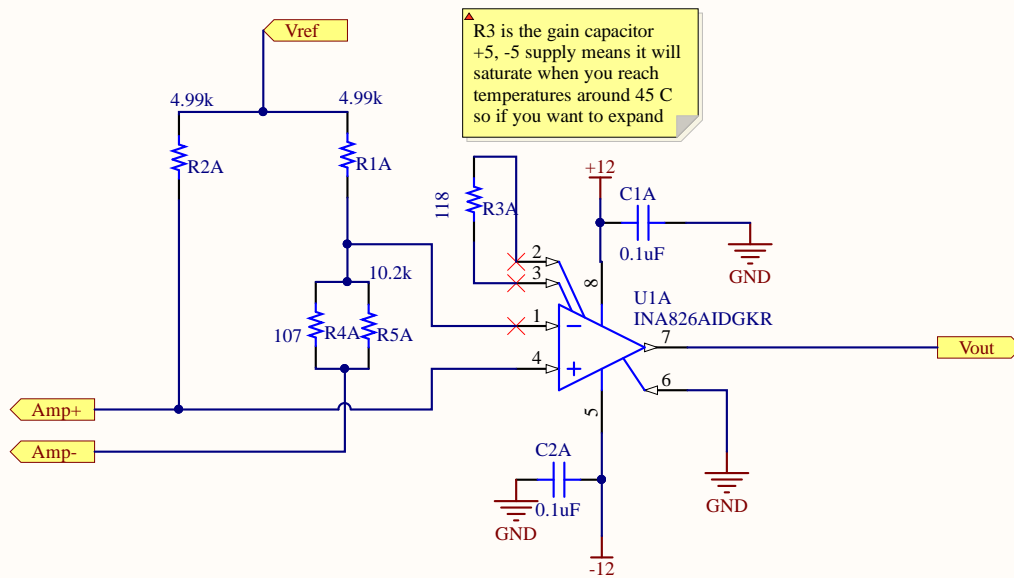 Vref
R3 is the gain capacitor
+5, -5 supply means it will
saturate when you reach
temperatures around 45 C
so if you want to expand
4.99k
4.99k
R2A
R1A
118
R3A
+12
C1A
0.1uF
GND
10.2k
107
R4A
R5A
2
3
1
4
8
5
7
6
U1A
INA826AIDGKR
Vout
Amp+
Amp-
C2A
0.1uF
GND
GND
-12